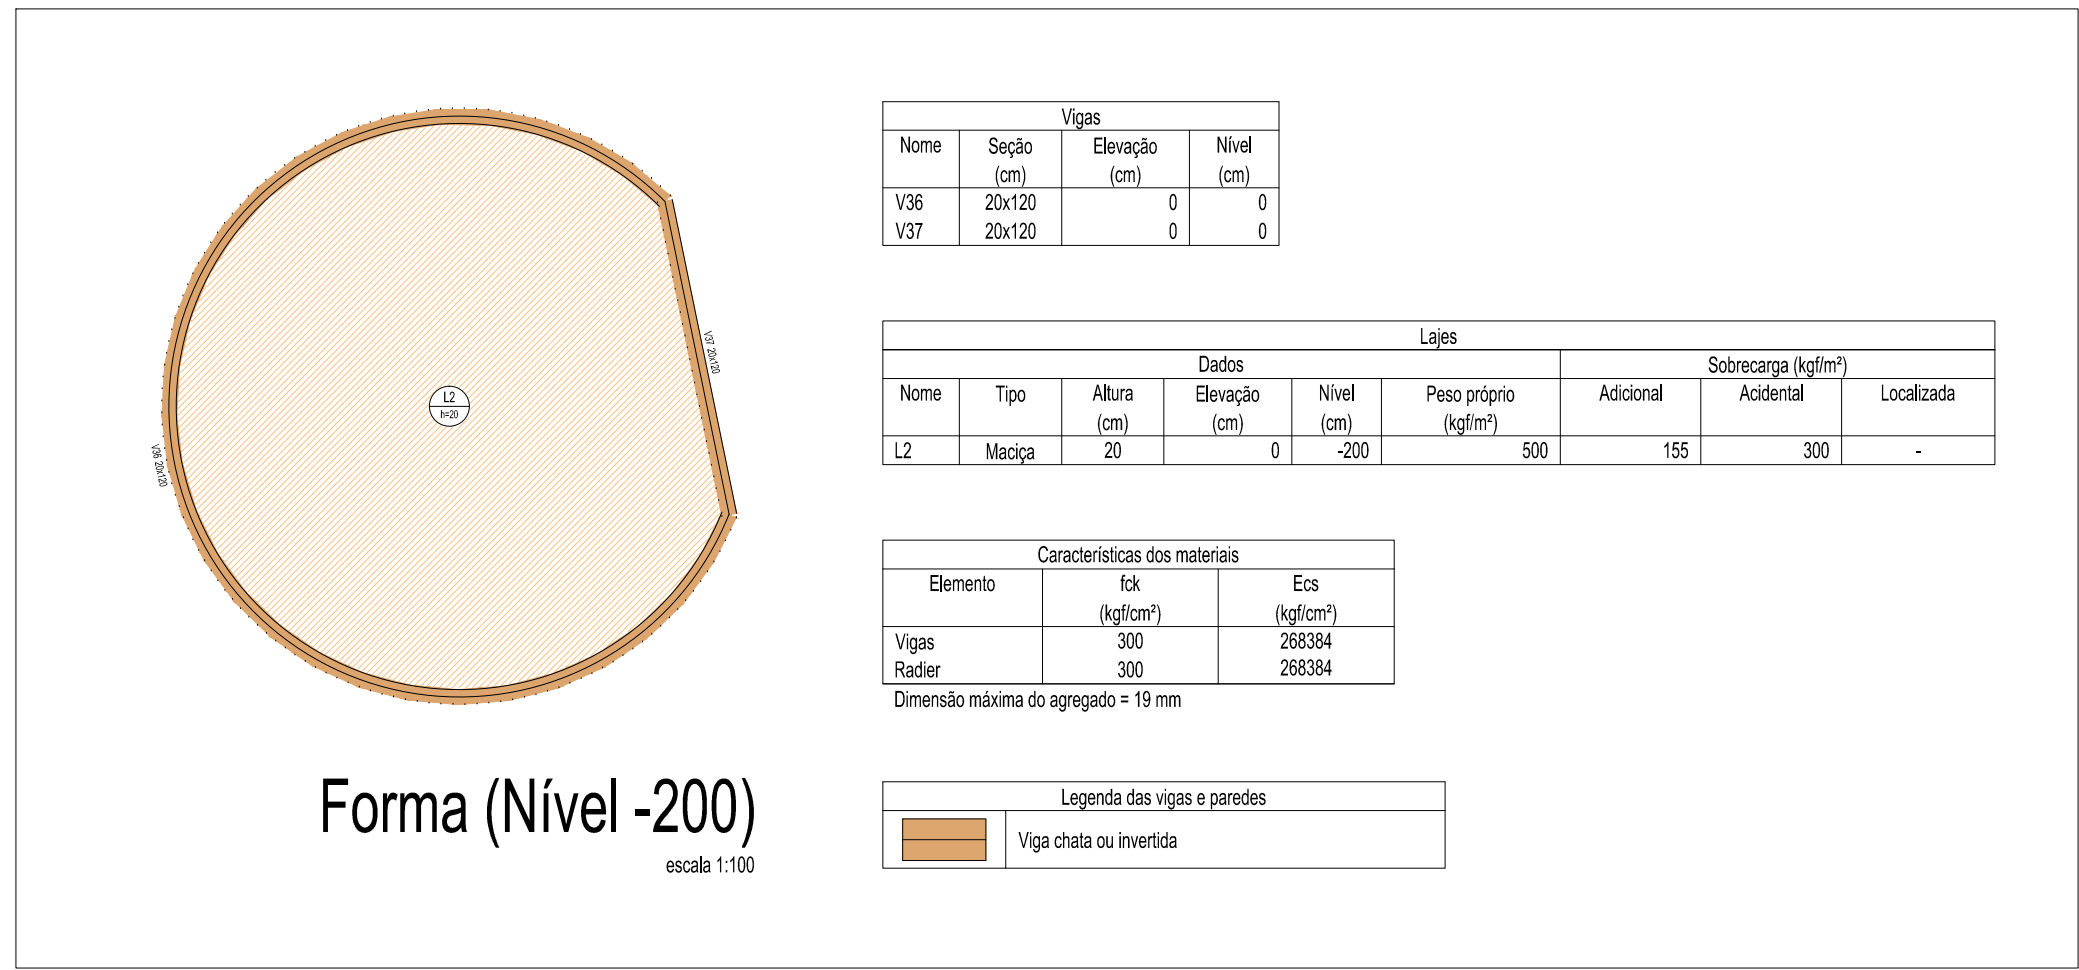 V37 20x120
L2
h=20
V36 20x120
Forma (Nível -200)
escala 1:100
Vigas
Nome Seção Elevação Nível
(cm) (cm) (cm)
V36 20x120 0 0
V37 20x120 0 0
Lajes
Dados Sobrecarga (kgf/m²)
Nome Tipo Altura Elevação Nível Peso próprio Adicional Acidental Localizada
(cm) (cm) (cm) (kgf/m²)
L2 Maciça 20 0 -200 500 155 300 -
Características dos materiais
Elemento fck Ecs
(kgf/cm²) (kgf/cm²)
Vigas 300 268384
Radier 300 268384
Dimensão máxima do agregado = 19 mm
Legenda das vigas e paredes
Viga chata ou invertida